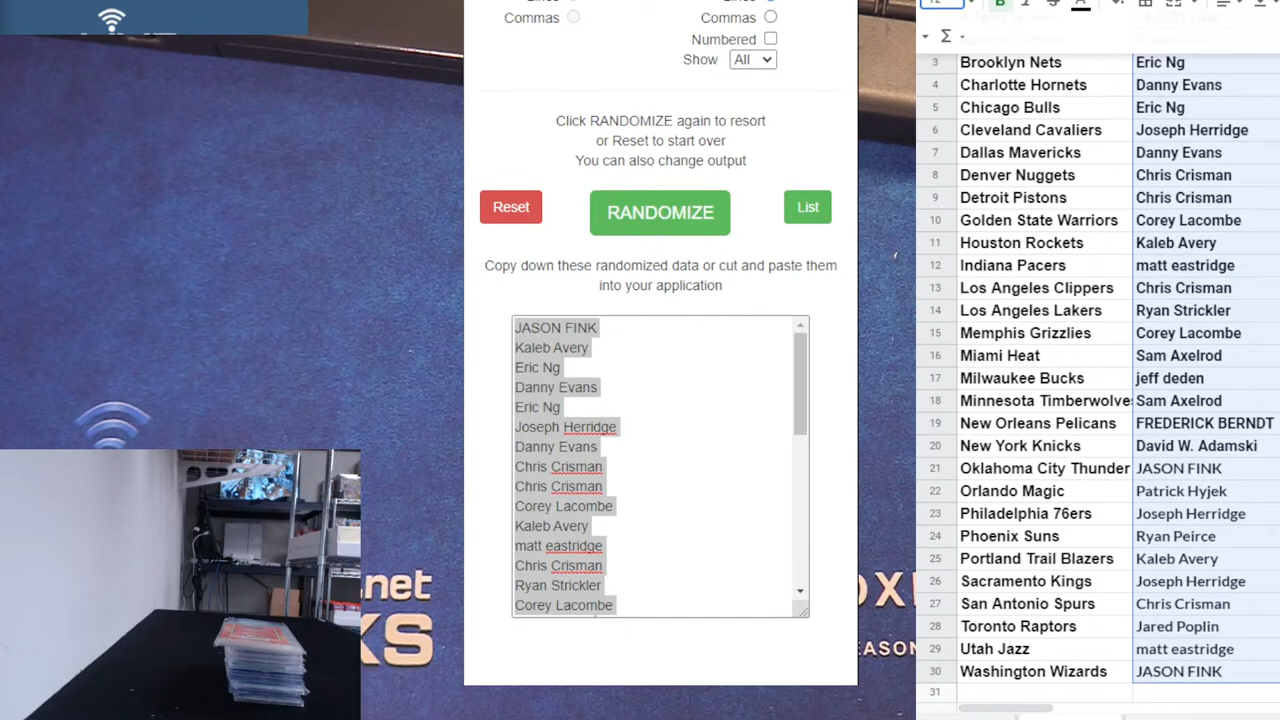 Commas
Commas
Numbered
Show All
Click RANDOMIZE again to resort
or Reset to start over
You can also change output
Reset
RANDOMIZE
List
Copy down these randomized data or cut and paste them
into your application
JASON FINK
Kaleb Avery
Eric Ng
Danny Evans
Eric Ng
Joseph Herridge
Danny Evans
Chris Crisman
Chris Crisman
Corey Lacombe
Kaleb Avery
matt eastridge
Chris Crisman
Ryan Strickler
Corey Lacombe
3 Brooklyn Nets Eric Ng
4 Charlotte Hornets Danny Evans
5 Chicago Bulls Eric Ng
6 Cleveland Cavaliers Joseph Herridge
7 Dallas Mavericks Danny Evans
8 Denver Nuggets Chris Crisman
9 Detroit Pistons Chris Crisman
10 Golden State Warriors Corey Lacombe
11 Houston Rockets Kaleb Avery
12 Indiana Pacers matt eastridge
13 Los Angeles Clippers Chris Crisman
14 Los Angeles Lakers Ryan Strickler
15 Memphis Grizzlies Corey Lacombe
16 Miami Heat Sam Axelrod
17 Milwaukee Bucks jeff deden
18 Minnesota Timberwolves Sam Axelrod
19 New Orleans Pelicans FREDERICK BERNDT
20 New York Knicks David W. Adamski
21 Oklahoma City Thunder JASON FINK
22 Orlando Magic Patrick Hyjek
23 Philadelphia 76ers Joseph Herridge
24 Phoenix Suns Ryan Peirce
25 Portland Trail Blazers Kaleb Avery
26 Sacramento Kings Joseph Herridge
27 San Antonio Spurs Chris Crisman
28 Toronto Raptors Jared Poplin
29 Utah Jazz matt eastridge
30 Washington Wizards JASON FINK
31
.net
KS
OX
EASON